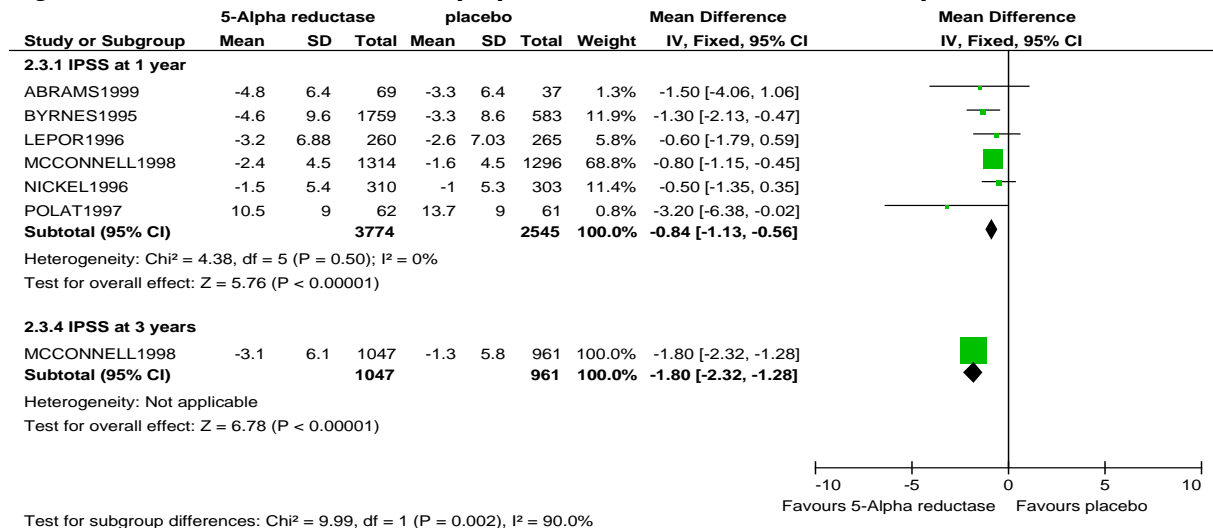 5-Alpha reductase placebo Mean Difference Mean Difference
Study or Subgroup Mean SD Total Mean SD Total Weight IV, Fixed, 95% CI IV, Fixed, 95% CI
2.3.1 IPSS at 1 year
ABRAMS1999 -4.8 6.4 69 -3.3 6.4 37 1.3% -1.50 [-4.06, 1.06]
BYRNES1995 -4.6 9.6 1759 -3.3 8.6 583 11.9% -1.30 [-2.13, -0.47]
LEPOR1996 -3.2 6.88 260 -2.6 7.03 265 5.8% -0.60 [-1.79, 0.59]
MCCONNELL1998 -2.4 4.5 1314 -1.6 4.5 1296 68.8% -0.80 [-1.15, -0.45]
NICKEL1996 -1.5 5.4 310 -1 5.3 303 11.4% -0.50 [-1.35, 0.35]
POLAT1997 10.5 9 62 13.7 9 61 0.8% -3.20 [-6.38, -0.02]
Subtotal (95% CI) 3774 2545 100.0% -0.84 [-1.13, -0.56]
Heterogeneity: Chi² = 4.38, df = 5 (P = 0.50); I² = 0%
Test for overall effect: Z = 5.76 (P < 0.00001)
2.3.4 IPSS at 3 years
MCCONNELL1998 -3.1 6.1 1047 -1.3 5.8 961 100.0% -1.80 [-2.32, -1.28]
Subtotal (95% CI) 1047 961 100.0% -1.80 [-2.32, -1.28]
Heterogeneity: Not applicable
Test for overall effect: Z = 6.78 (P < 0.00001)
-10 -5 0 5 10
Favours 5-Alpha reductase Favours placebo
Test for subgroup differences: Chi² = 9.99, df = 1 (P = 0.002), I² = 90.0%